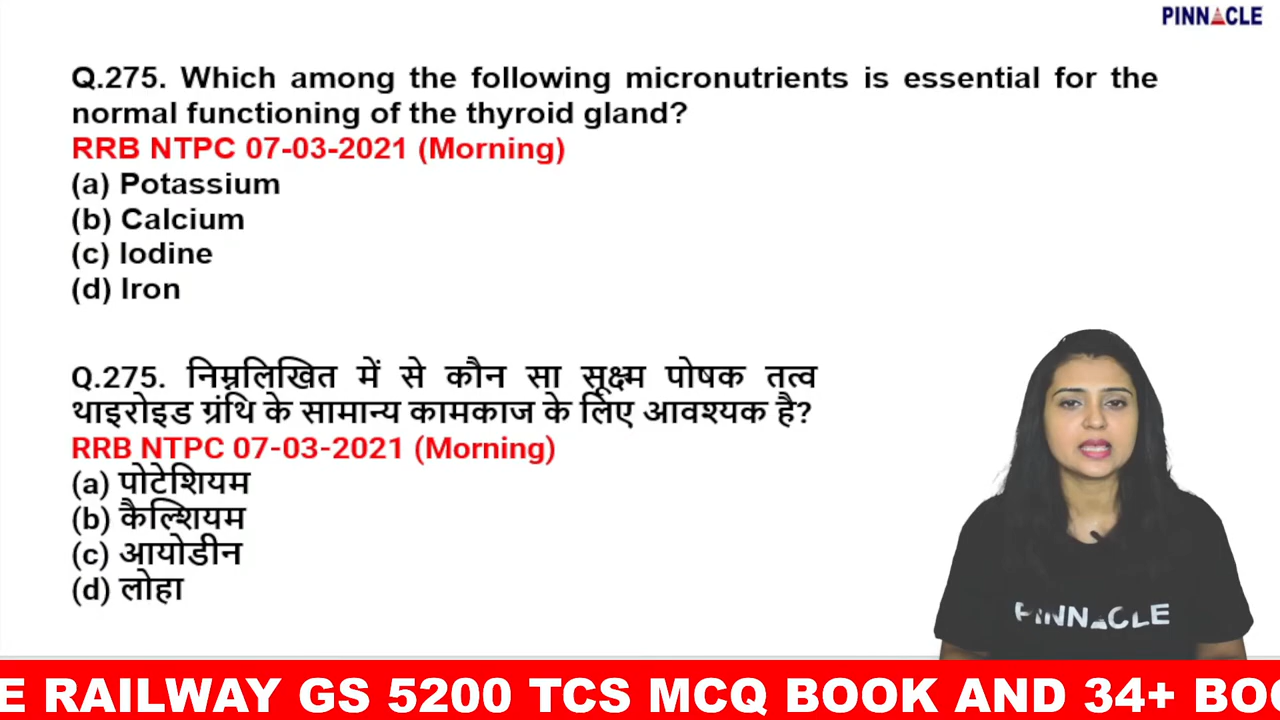 PINNACLE
Q.275. Which among the following micronutrients is essential for the
normal functioning of the thyroid gland?
RRB NTPC 07-03-2021 (Morning)
(a) Potassium
(b) Calcium
(c) Iodine
(d) Iron
Q.275. निम्नलिखित में से कौन सा सूक्ष्म पोषक तत्व
थाइरोइड ग्रंथि के सामान्य कामकाज के लिए आवश्यक है?
RRB NTPC 07-03-2021 (Morning)
(a) पोटेशियम
(b) कैल्शियम
(c) आयोडीन
(d) लोहा
PINNACLE
E RAILWAY GS 5200 TCS MCQ BOOK AND 34+ BOO